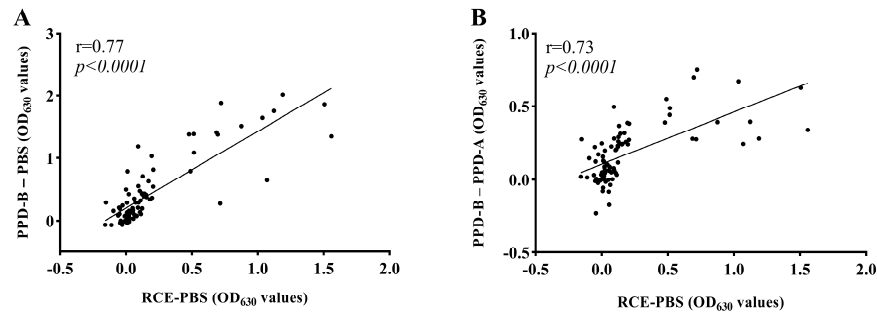 A
r=0.77
p<0.0001
PPD-B – PBS (OD630 values)
3
2
1
0
-0.5
0.0
0.5
1.0
1.5
2.0
RCE-PBS (OD630 values)
B
r=0.73
p<0.0001
PPD-B – PPD-A (OD630 values)
1.0
0.5
0.0
-0.5
-0.5
0.0
0.5
1.0
1.5
2.0
RCE-PBS (OD630 values)